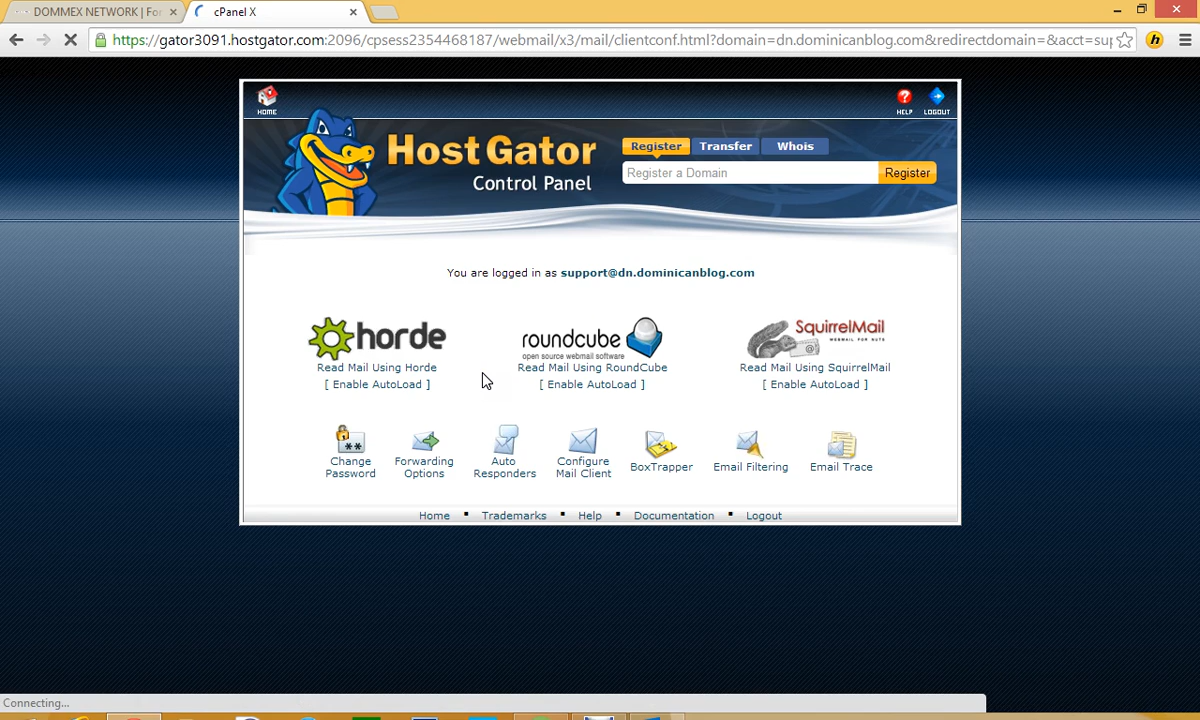 DOMMEX NETWORK | For
cPanel X
https://gator3091.hostgator.com:2096/cpsess2354468187/webmail/x3/mail/clientconf.html?domain=dn.dominicanblog.com&redirectdomain=&acct=sup
h
HOME
HELP
LOGOUT
HostGator
Control Panel
Register
Transfer
Whois
Register a Domain
Register
You are logged in as support@dn.dominicanblog.com
horde
roundcube
open source webmail software
SquirrelMail
WEBMAIL FOR NUTS
Read Mail Using Horde
Read Mail Using RoundCube
Read Mail Using SquirrelMail
[ Enable AutoLoad ]
[ Enable AutoLoad ]
[ Enable AutoLoad ]
Change Password
Forwarding Options
Auto Responders
Configure Mail Client
BoxTrapper
Email Filtering
Email Trace
Home ▪ Trademarks ▪ Help ▪ Documentation ▪ Logout
Connecting...